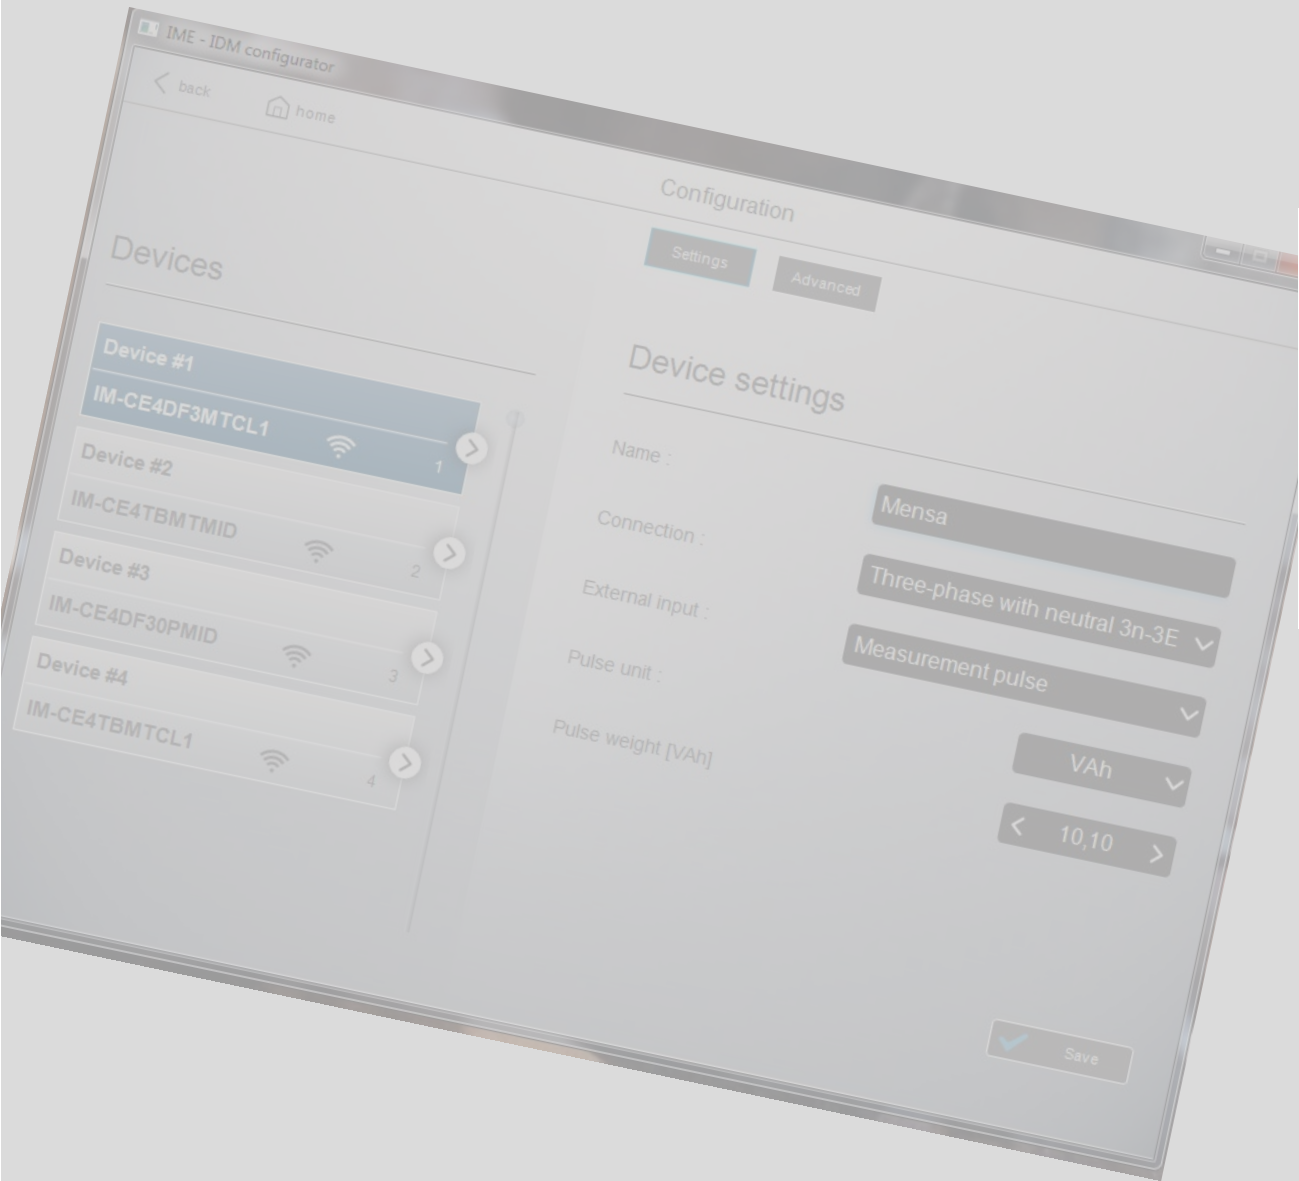 IME - IDM configurator
back
home
Configuration
Settings
Advanced
Devices
Device #1
IM-CE4DF3MTCL1
1
Device #2
IM-CE4TBMTMID
2
Device #3
IM-CE4DF30PMID
3
Device #4
IM-CE4TBMTCL1
4
Device settings
Name :
Mensa
Connection :
Three-phase with neutral 3n-3E
External input :
Measurement pulse
Pulse unit :
VAh
Pulse weight [VAh]
10,10
Save